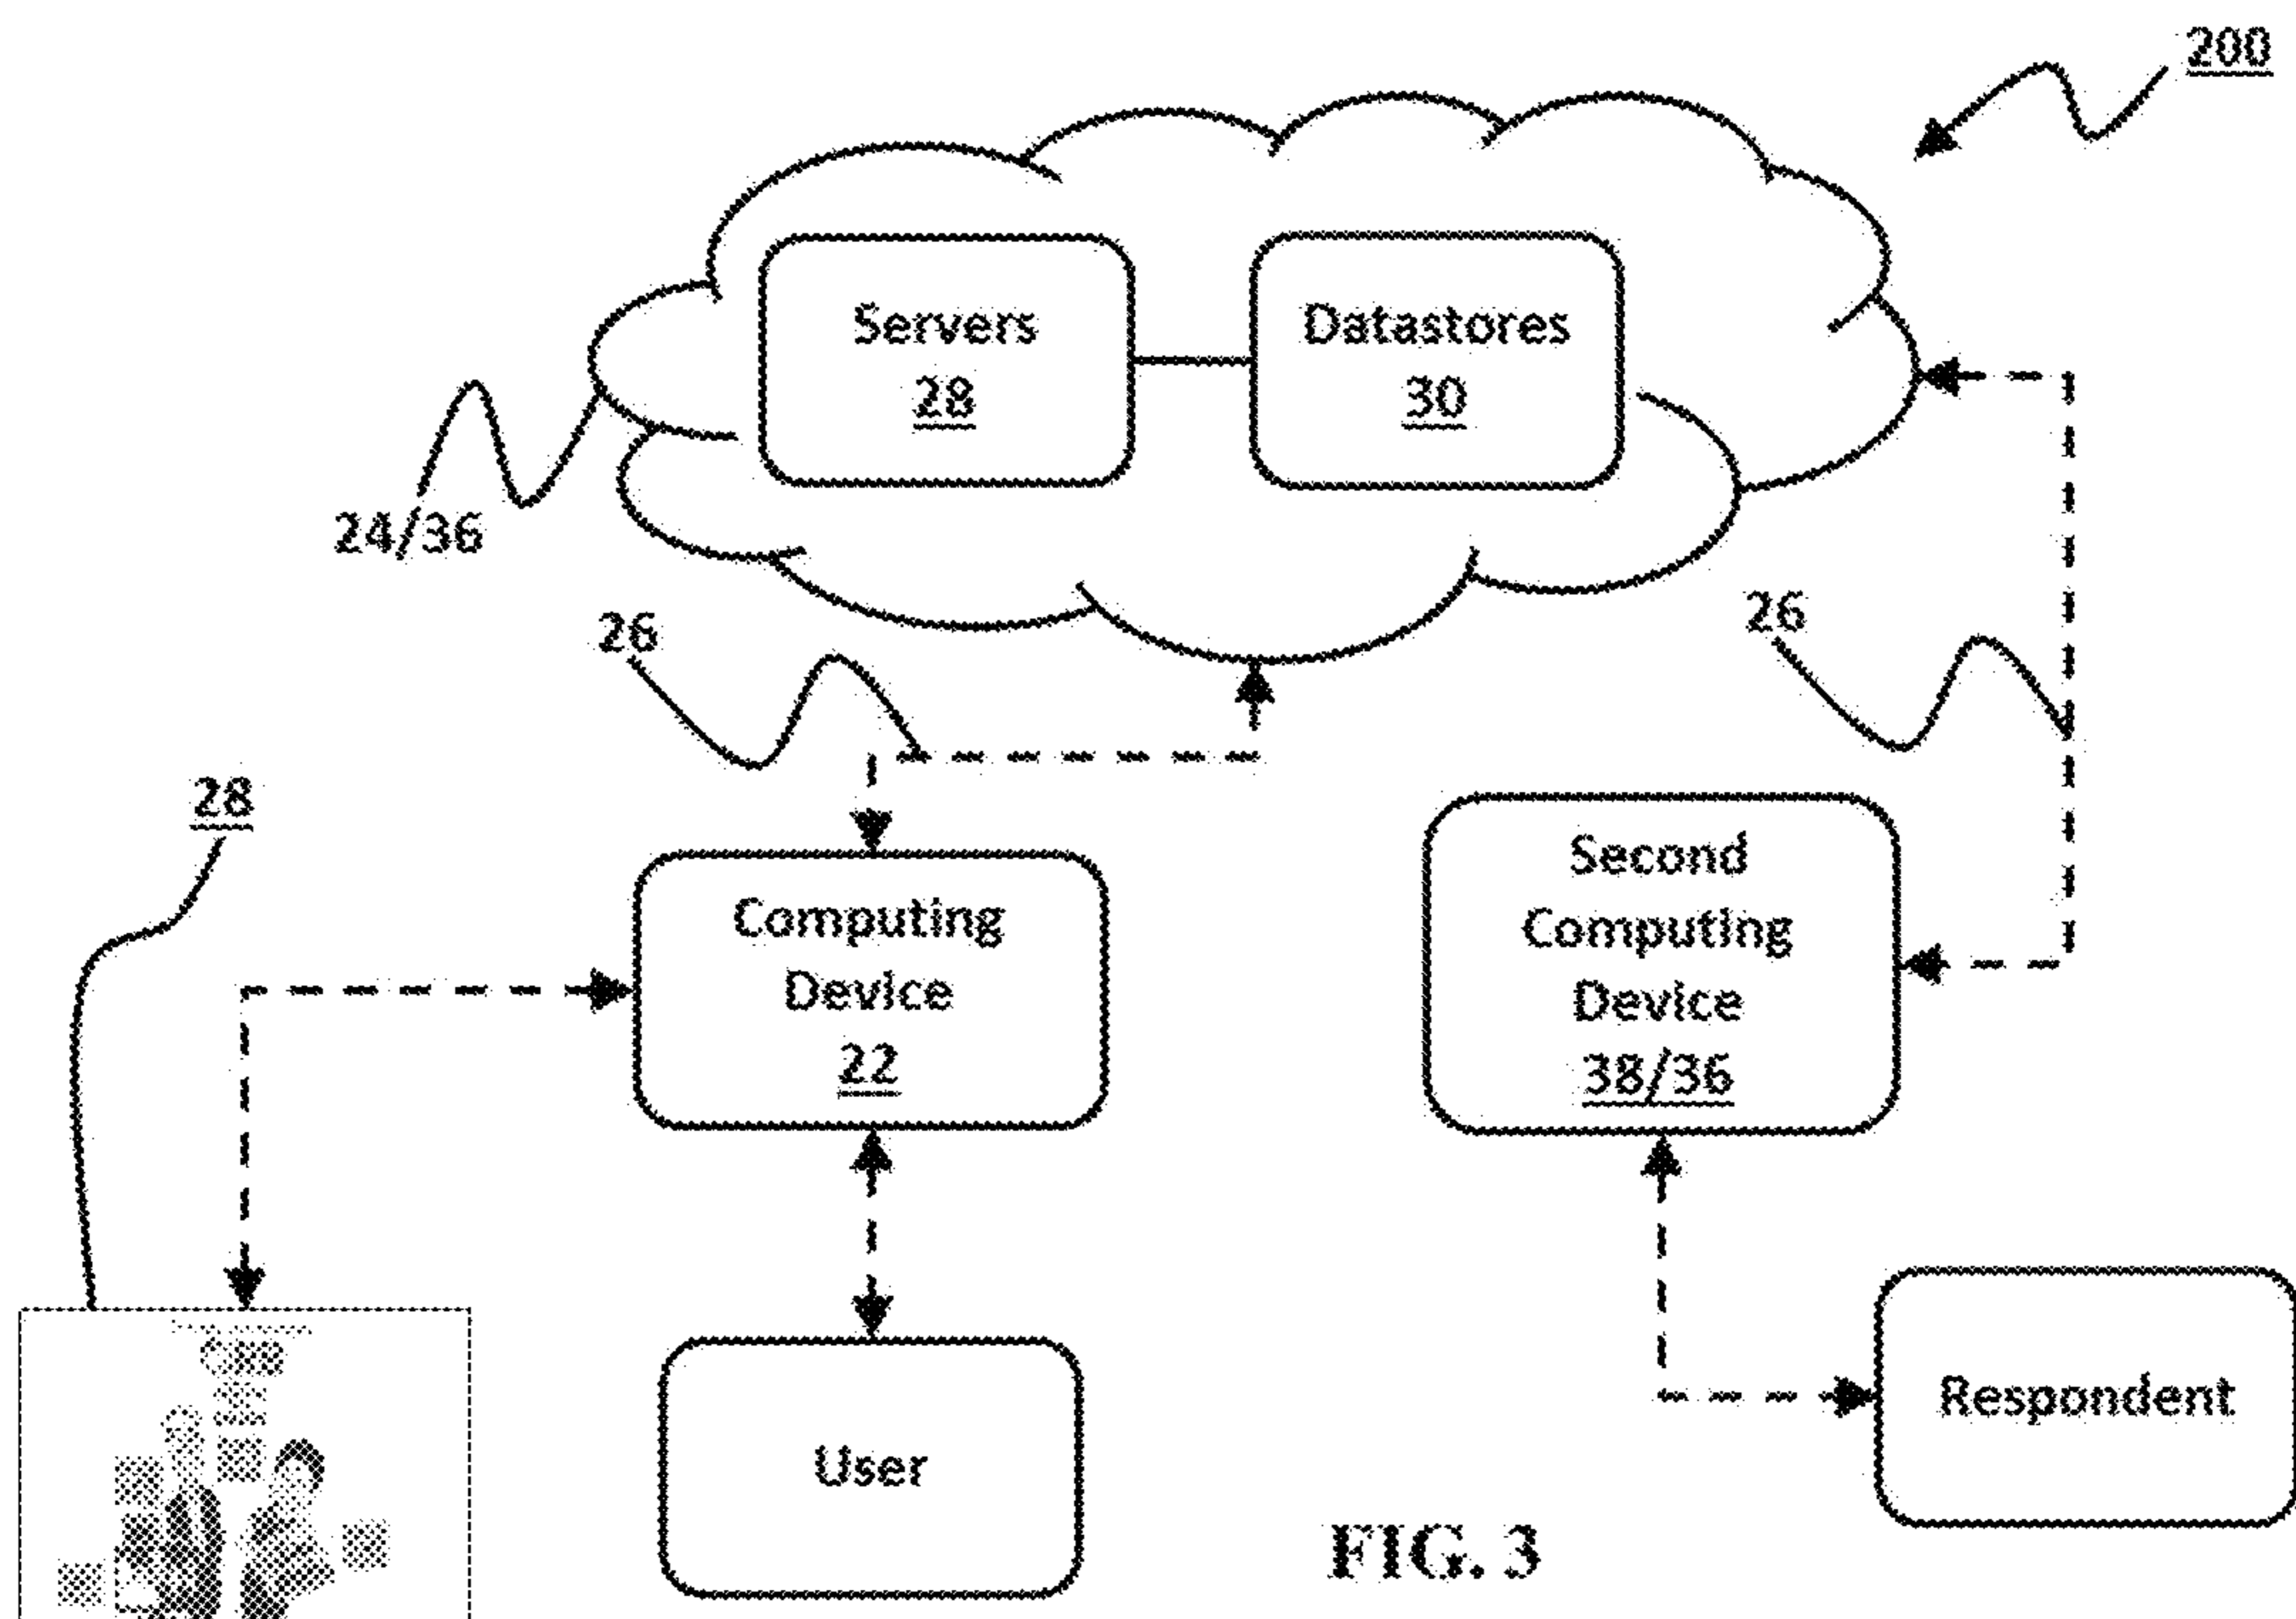 200
Servers
28
Datastores
30
24/36
26
26
28
Computing
Device
22
Second
Computing
Device
38/36
User
Respondent
FIG. 3